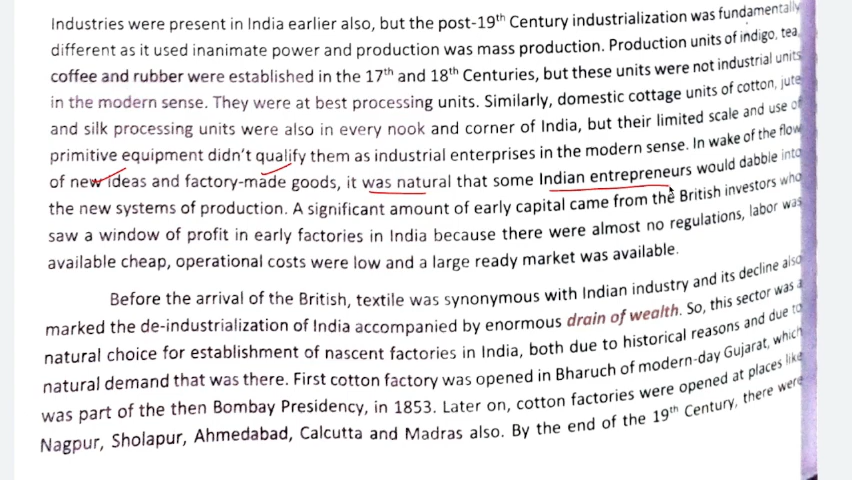 Industries were present in India earlier also, but the post-19th Century industrialization was fundamentally
different as it used inanimate power and production was mass production. Production units of indigo, tea,
coffee and rubber were established in the 17th and 18th Centuries, but these units were not industrial units
in the modern sense. They were at best processing units. Similarly, domestic cottage units of cotton, jute
and silk processing units were also in every nook and corner of India, but their limited scale and use of
primitive equipment didn't qualify them as industrial enterprises in the modern sense. In wake of the flow
of new ideas and factory-made goods, it was natural that some Indian entrepreneurs would dabble into
the new systems of production. A significant amount of early capital came from the British investors who
saw a window of profit in early factories in India because there were almost no regulations, labor was
available cheap, operational costs were low and a large ready market was available.
Before the arrival of the British, textile was synonymous with Indian industry and its decline also
marked the de-industrialization of India accompanied by enormous drain of wealth. So, this sector was a
natural choice for establishment of nascent factories in India, both due to historical reasons and due to
natural demand that was there. First cotton factory was opened in Bharuch of modern-day Gujarat, which
was part of the then Bombay Presidency, in 1853. Later on, cotton factories were opened at places like
Nagpur, Sholapur, Ahmedabad, Calcutta and Madras also. By the end of the 19th Century, there were